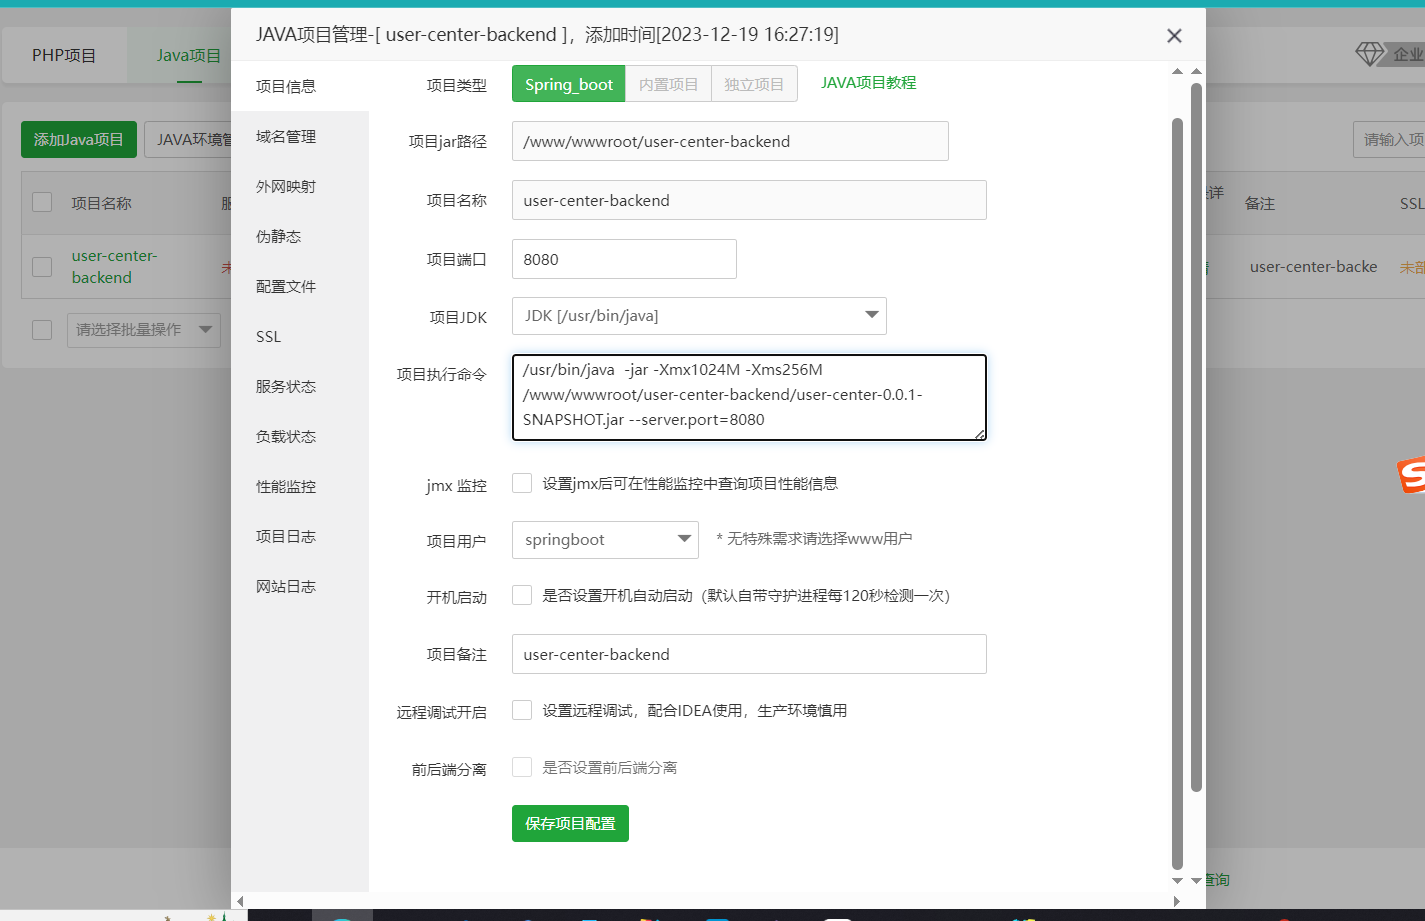 JAVA项目管理-[ user-center-backend ]，添加时间[2023-12-19 16:27:19]
PHP项目
Java项目
企业
添加Java项目
JAVA环境管
请输入项
项目名称
备注
SSL
user-center-
backend
user-center-backe
未部
请选择批量操作
查询
项目信息
域名管理
外网映射
伪静态
配置文件
SSL
服务状态
负载状态
性能监控
项目日志
网站日志
项目类型
Spring_boot
内置项目
独立项目
JAVA项目教程
项目jar路径
/www/wwwroot/user-center-backend
项目名称
user-center-backend
项目端口
8080
项目JDK
JDK [/usr/bin/java]
项目执行命令
/usr/bin/java  -jar -Xmx1024M -Xms256M
/www/wwwroot/user-center-backend/user-center-0.0.1-
SNAPSHOT.jar --server.port=8080
jmx 监控
设置jmx后可在性能监控中查询项目性能信息
项目用户
springboot
* 无特殊需求请选择www用户
开机启动
是否设置开机自动启动（默认自带守护进程每120秒检测一次）
项目备注
user-center-backend
远程调试开启
设置远程调试，配合IDEA使用，生产环境慎用
前后端分离
是否设置前后端分离
保存项目配置